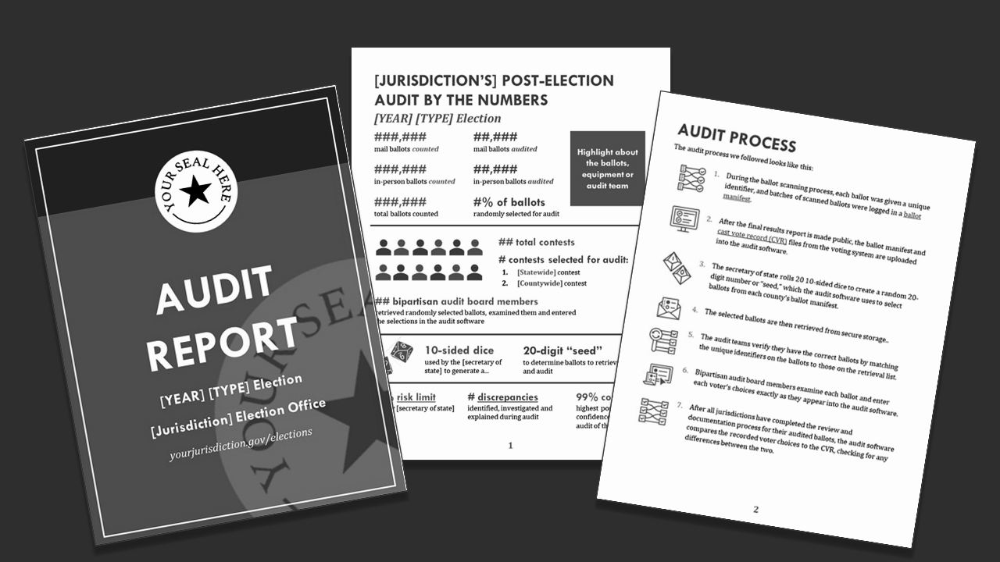 YOUR SEAL HERE
AUDIT
REPORT
[YEAR] [TYPE] Election
[Jurisdiction] Election Office
yourjurisdiction.gov/elections
YOUR SEA
[JURISDICTION'S] POST-ELECTION
AUDIT BY THE NUMBERS
[YEAR] [TYPE] Election
###,###
mail ballots counted
##,###
mail ballots audited
###,###
in-person ballots counted
##,###
in-person ballots audited
###,###
total ballots counted
#% of ballots
randomly selected for audit
Highlight about
the ballots,
equipment or
audit team
## total contests
# contests selected for audit:
1. [Statewide] contest
2. [Countywide] contest
## bipartisan audit board members
retrieved randomly selected ballots, examined them and entered
the selections in the audit software
10-sided dice
used by the [secretary of
state] to generate a...
20-digit “seed”
to determine ballots to retriev
and audit
risk limit
[secretary of state]
# discrepancies
identified, investigated and
explained during audit
99% co
highest po
confidence
audit of th
1
AUDIT PROCESS
The audit process we followed looks like this:
1. During the ballot scanning process, each ballot was given a unique
identifier, and batches of scanned ballots were logged in a ballot
manifest.
2. After the final results report is made public, the ballot manifest and
cast vote record (CVR) files from the voting system are uploaded
into the audit software.
3. The secretary of state rolls 20 10-sided dice to create a random 20-
digit number or “seed,” which the audit software uses to select
ballots from each county's ballot manifest.
4. The selected ballots are then retrieved from secure storage..
5. The audit teams verify they have the correct ballots by matching
the unique identifiers on the ballots to those on the retrieval list.
6. Bipartisan audit board members examine each ballot and enter
each voter's choices exactly as they appear into the audit software.
7. After all jurisdictions have completed the review and
documentation process for their audited ballots, the audit software
compares the recorded voter choices to the CVR, checking for any
differences between the two.
2